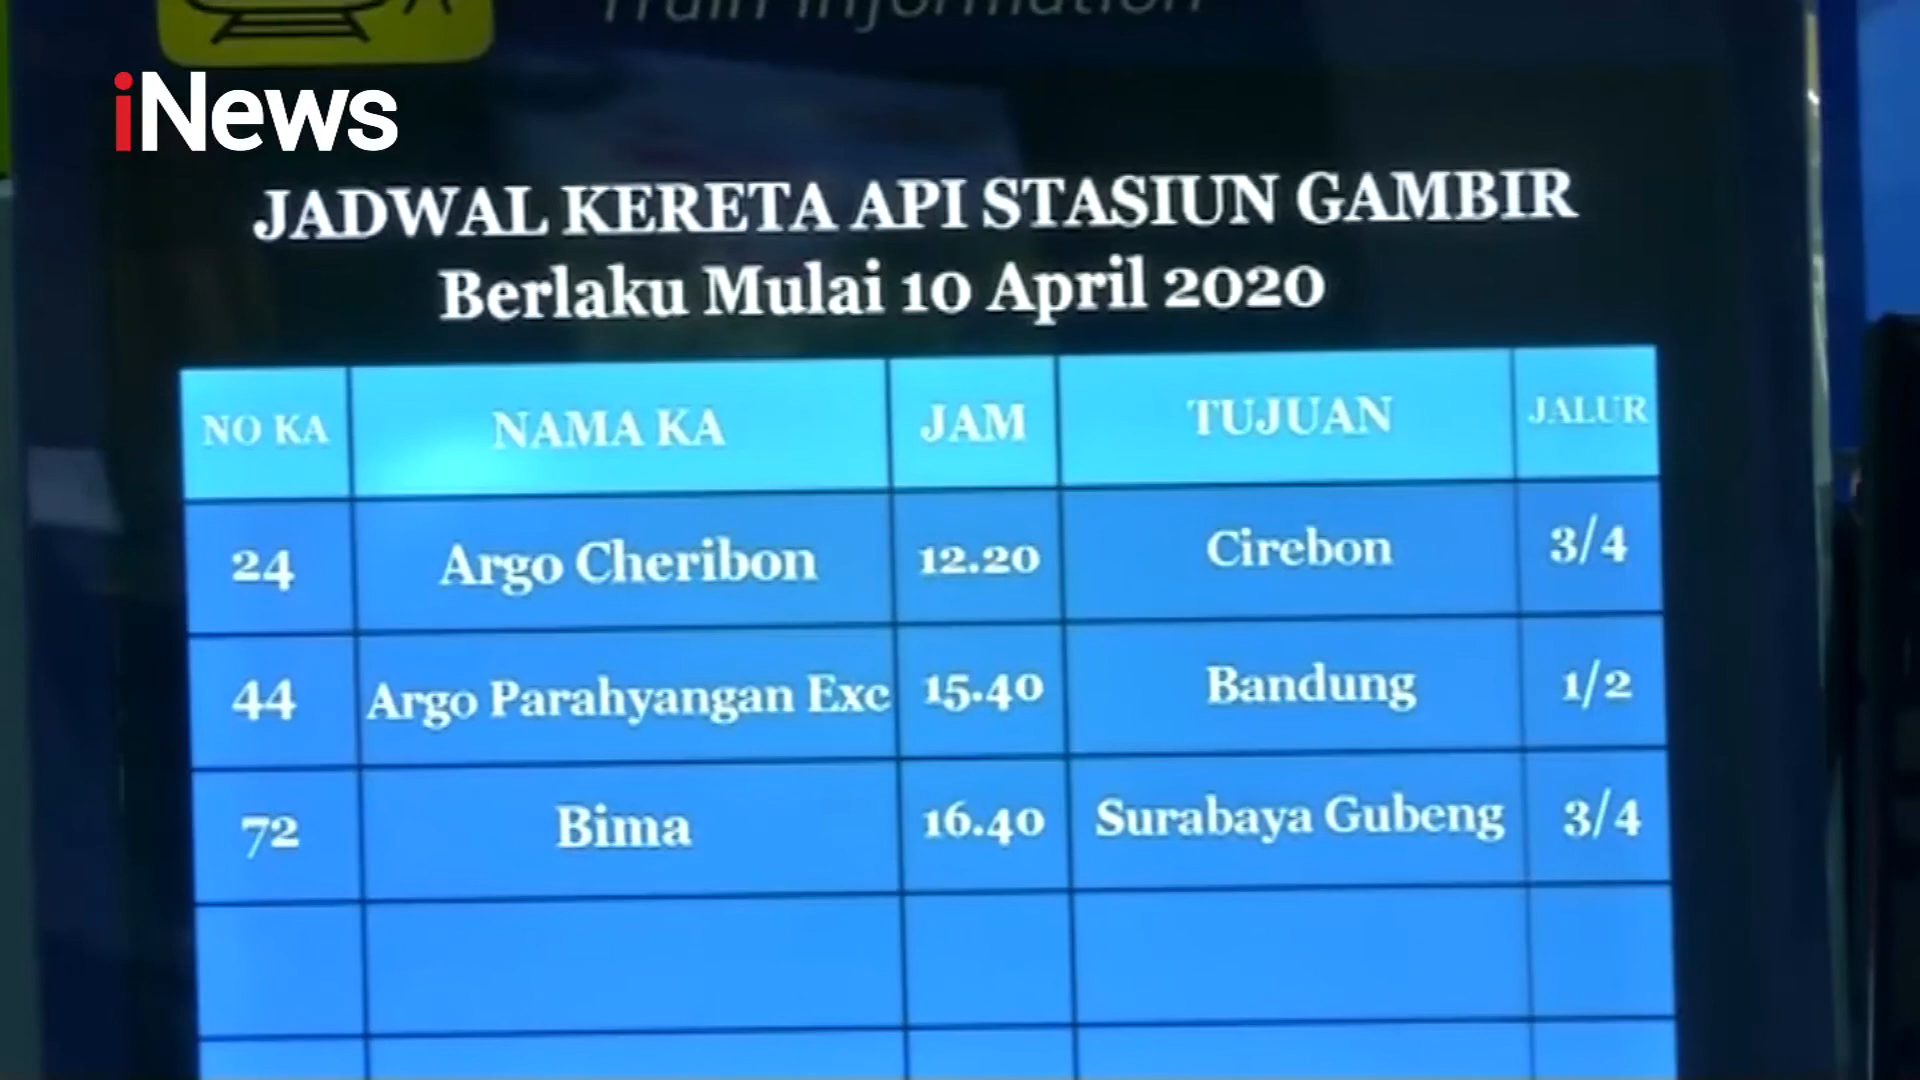 Train Information
iNews
JADWAL KERETA API STASIUN GAMBIR
Berlaku Mulai 10 April 2020
NO KA NAMA KA JAM TUJUAN JALUR
24 Argo Cheribon 12.20 Cirebon 3/4
44 Argo Parahyangan Exc 15.40 Bandung 1/2
72 Bima 16.40 Surabaya Gubeng 3/4